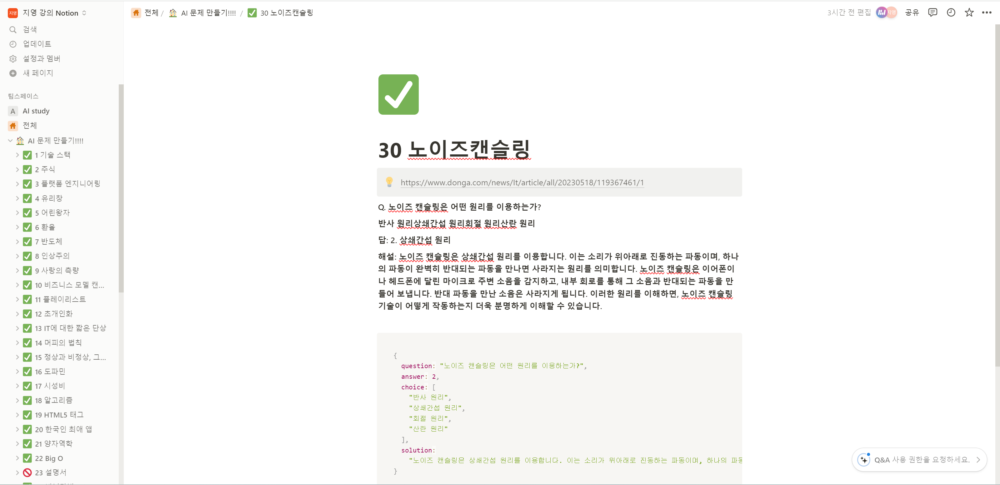 지영 지영 강의 Notion
검색
업데이트
설정과 멤버
새 페이지
팀스페이스
A AI study
전체
AI 문제 만들기!!!!
1 기술 스택
2 주식
3 플랫폼 엔지니어링
4 유리창
5 어린왕자
6 환율
7 반도체
8 인상주의
9 사랑의 측량
10 비즈니스 모델 캔...
11 플레이리스트
12 초개인화
13 IT에 대한 짧은 단상
14 머피의 법칙
15 정상과 비정상, 그...
16 도파민
17 시성비
18 알고리즘
19 HTML5 태그
20 한국인 최애 앱
21 양자역학
22 Big O
23 설명서
전체 / AI 문제 만들기!!!! / 30 노이즈캔슬링
3시간 전 편집 지영 공유
30 노이즈캔슬링
https://www.donga.com/news/It/article/all/20230518/119367461/1
Q. 노이즈 캔슬링은 어떤 원리를 이용하는가?
반사 원리상쇄간섭 원리회절 원리산란 원리
답: 2. 상쇄간섭 원리
해설: 노이즈 캔슬링은 상쇄간섭 원리를 이용합니다. 이는 소리가 위아래로 진동하는 파동이며, 하나
의 파동이 완벽히 반대되는 파동을 만나면 사라지는 원리를 의미합니다. 노이즈 캔슬링은 이어폰이
나 헤드폰에 달린 마이크로 주변 소음을 감지하고, 내부 회로를 통해 그 소음과 반대되는 파동을 만
들어 보냅니다. 반대 파동을 만난 소음은 사라지게 됩니다. 이러한 원리를 이해하면, 노이즈 캔슬링
기술이 어떻게 작동하는지 더욱 분명하게 이해할 수 있습니다.
{
question: "노이즈 캔슬링은 어떤 원리를 이용하는가?",
answer: 2,
choice: [
"반사 원리",
"상쇄간섭 원리",
"회절 원리",
"산란 원리"
],
solution:
"노이즈 캔슬링은 상쇄간섭 원리를 이용합니다. 이는 소리가 위아래로 진동하는 파동이며, 하나의 파동
}
Q&A 사용 권한을 요청하세요.